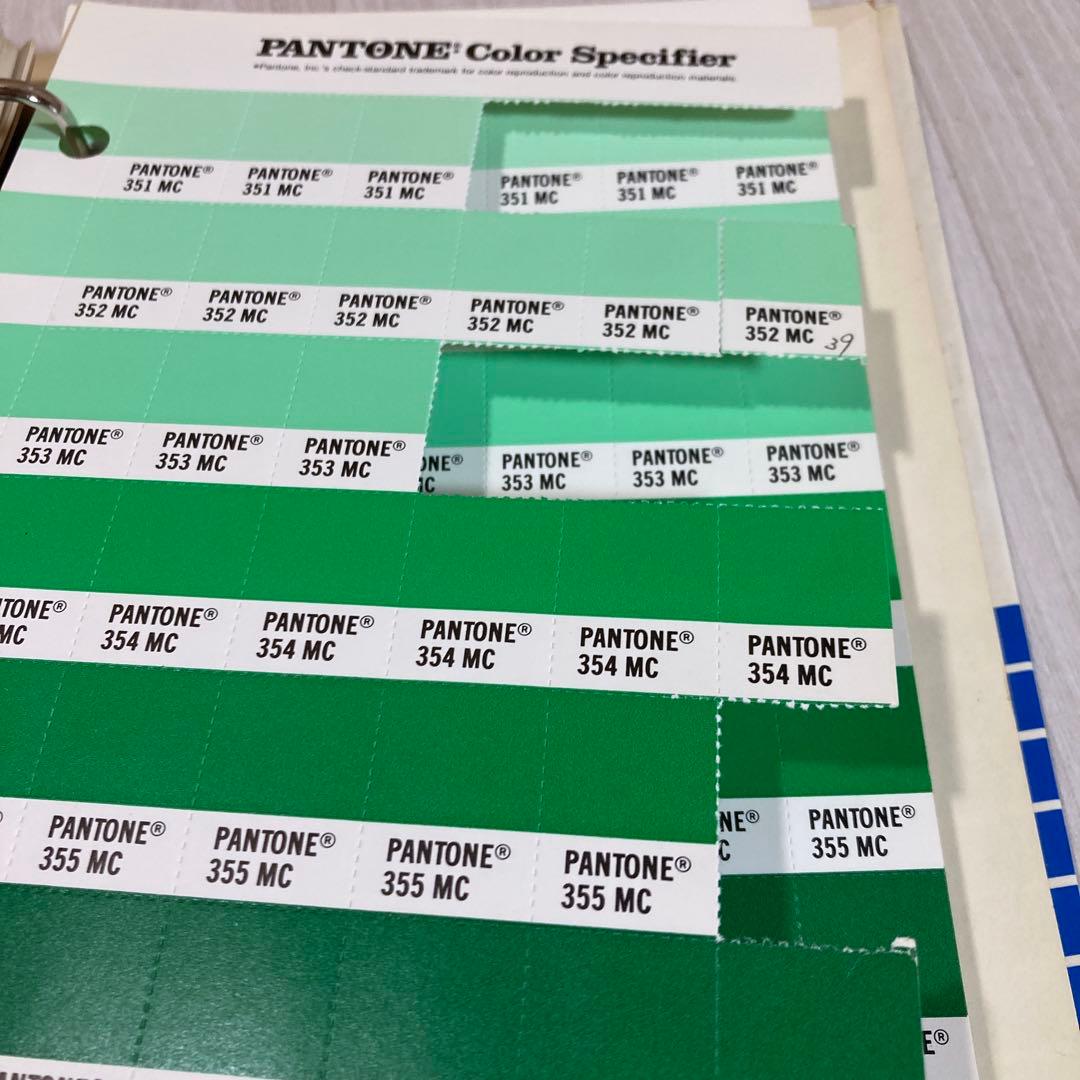 PANTONE® Color Specifier
*Pantone, Inc.'s check-standard trademark for color reproduction and color reproduction materials.
PANTONE® PANTONE® PANTONE® PANTONE® PANTONE® PANTONE®
351 MC 351 MC 351 MC 351 MC 351 MC 351 MC
PANTONE® PANTONE® PANTONE® PANTONE® PANTONE® PANTONE®
352 MC 352 MC 352 MC 352 MC 352 MC 352 MC 39
PANTONE® PANTONE® PANTONE® ONE® PANTONE® PANTONE® PANTONE®
353 MC 353 MC 353 MC 353 MC 353 MC 353 MC
TONE® PANTONE® PANTONE® PANTONE® PANTONE® PANTONE®
MC 354 MC 354 MC 354 MC 354 MC 354 MC
PANTONE® PANTONE® PANTONE® PANTONE® NE® PANTONE®
355 MC 355 MC 355 MC 355 MC C 355 MC
E®